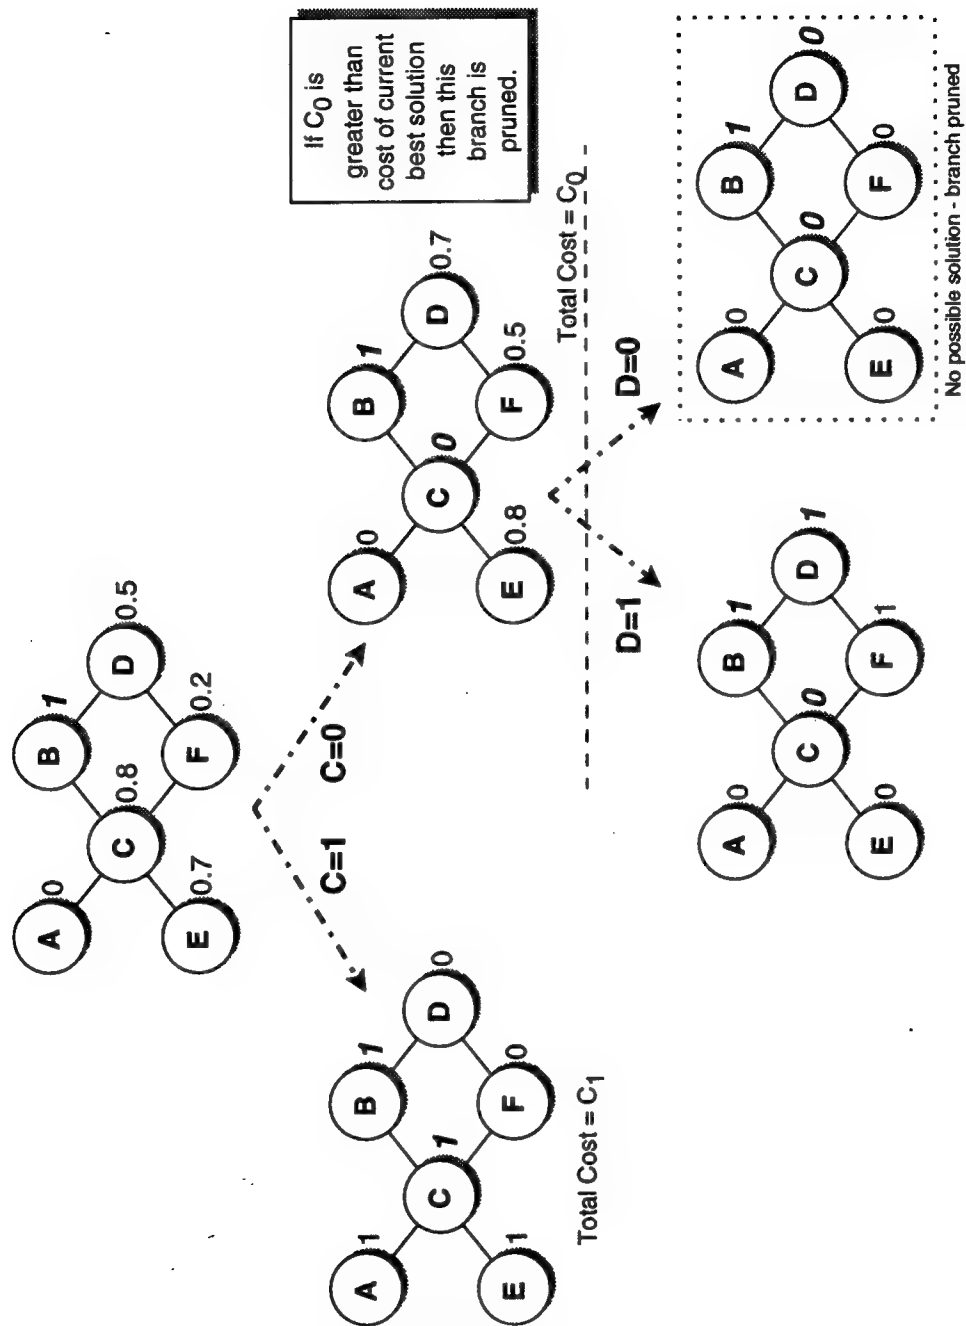 A
0
B
1
C
0.8
D
0.5
E
0.7
F
0.2
C=1
C=0
A
1
B
1
C
1
D
0
E
1
F
0
Total Cost = C1
A
0
B
1
C
0
D
0.7
E
0.8
F
0.5
Total Cost = C0
If C0 is
greater than
cost of current
best solution
then this
branch is
pruned.
D=1
D=0
A
0
B
1
C
0
D
1
E
0
F
1
A
0
B
1
C
0
D
0
E
0
F
0
No possible solution - branch pruned